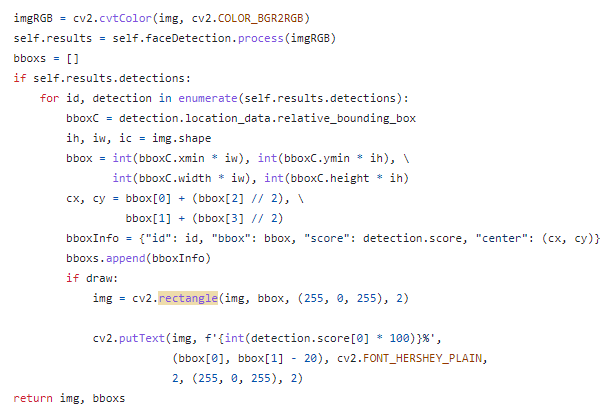 imgRGB = cv2.cvtColor(img, cv2.COLOR_BGR2RGB)
self.results = self.faceDetection.process(imgRGB)
bboxs = []
if self.results.detections:
    for id, detection in enumerate(self.results.detections):
        bboxC = detection.location_data.relative_bounding_box
        ih, iw, ic = img.shape
        bbox = int(bboxC.xmin * iw), int(bboxC.ymin * ih), \
               int(bboxC.width * iw), int(bboxC.height * ih)
        cx, cy = bbox[0] + (bbox[2] // 2), \
                 bbox[1] + (bbox[3] // 2)
        bboxInfo = {"id": id, "bbox": bbox, "score": detection.score, "center": (cx, cy)}
        bboxs.append(bboxInfo)
        if draw:
            img = cv2.rectangle(img, bbox, (255, 0, 255), 2)
            cv2.putText(img, f'{int(detection.score[0] * 100)}%',
                        (bbox[0], bbox[1] - 20), cv2.FONT_HERSHEY_PLAIN,
                        2, (255, 0, 255), 2)
return img, bboxs